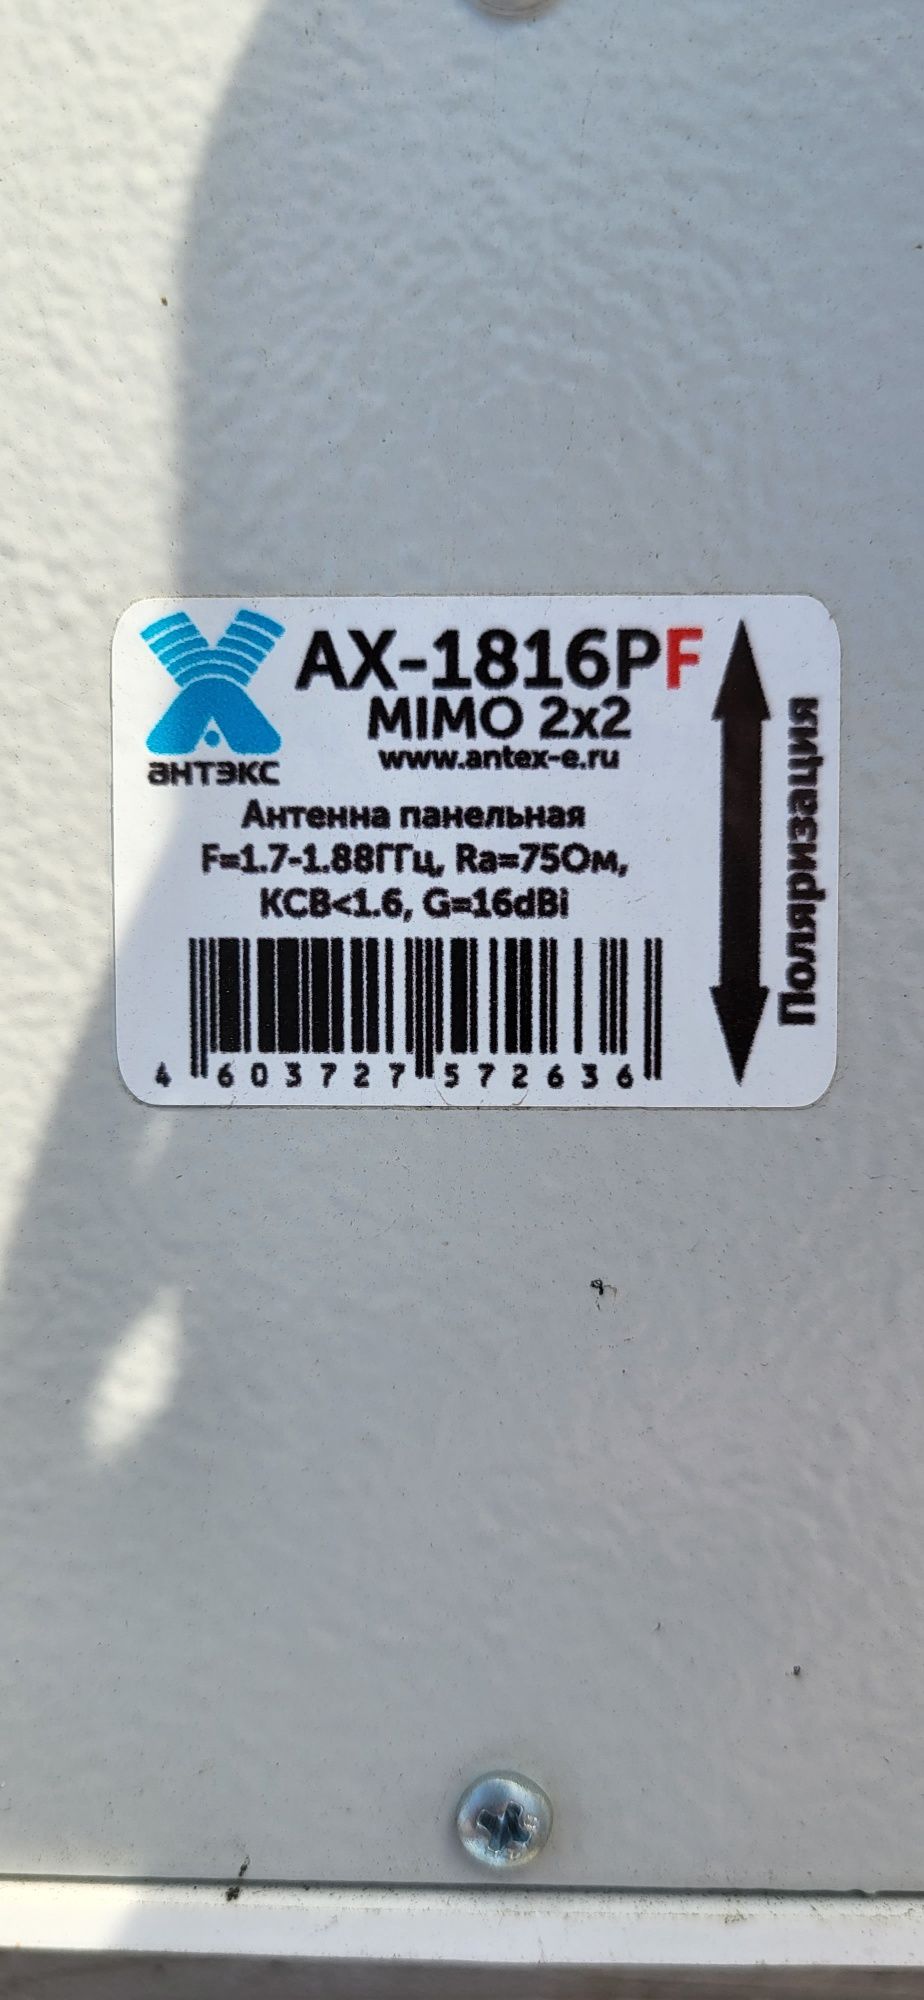 АНТЭКС
AX-1816PF
MIMO 2x2
www.antex-e.ru
Антенна панельная
F=1.7-1.88ГГц, Ra=75Ом,
КСВ<1.6, G=16dBi
4 603727 572636
Поляризация